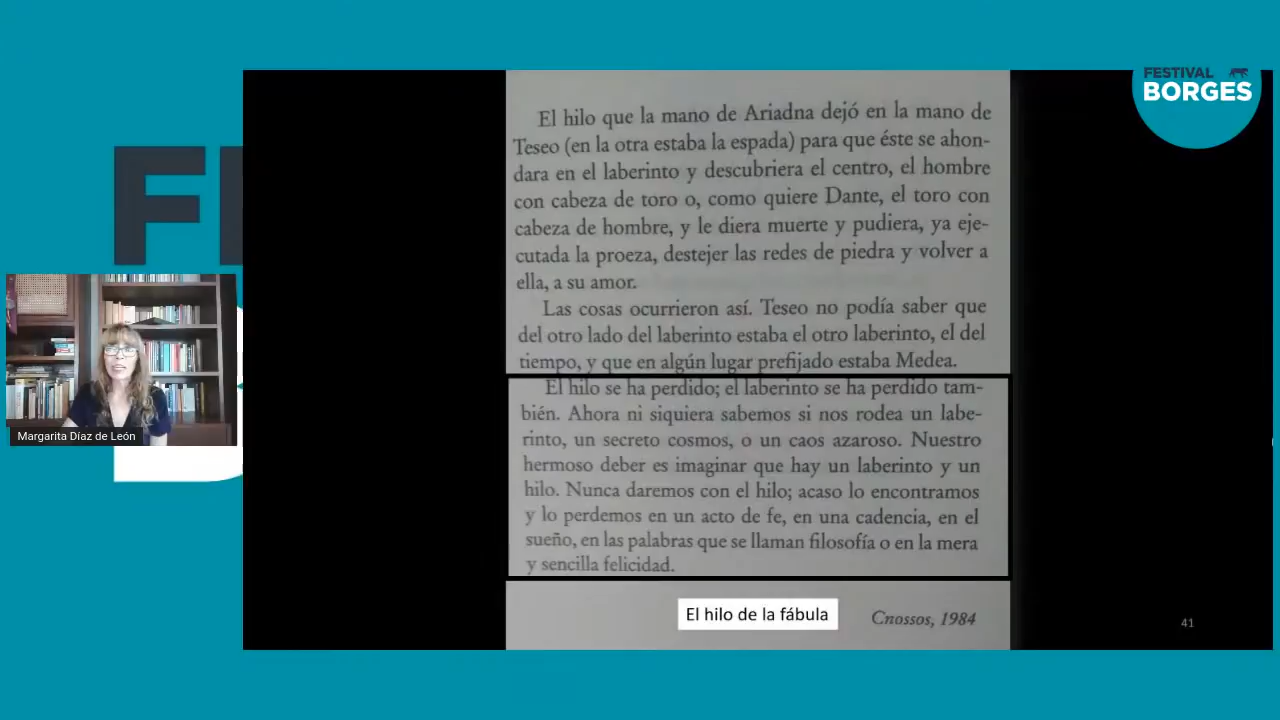 FESTIVAL
BORGES
El hilo que la mano de Ariadna dejó en la mano de
Teseo (en la otra estaba la espada) para que éste se ahon-
dara en el laberinto y descubriera el centro, el hombre
con cabeza de toro o, como quiere Dante, el toro con
cabeza de hombre, y le diera muerte y pudiera, ya eje-
cutada la proeza, destejer las redes de piedra y volver a
ella, a su amor.
Las cosas ocurrieron así. Teseo no podía saber que
del otro lado del laberinto estaba el otro laberinto, el del
tiempo, y que en algún lugar prefijado estaba Medea.
El hilo se ha perdido; el laberinto se ha perdido tam-
bién. Ahora ni siquiera sabemos si nos rodea un labe-
rinto, un secreto cosmos, o un caos azaroso. Nuestro
hermoso deber es imaginar que hay un laberinto y un
hilo. Nunca daremos con el hilo; acaso lo encontramos
y lo perdemos en un acto de fe, en una cadencia, en el
sueño, en las palabras que se llaman filosofía o en la mera
y sencilla felicidad.
El hilo de la fábula
Cnossos, 1984
41
Margarita Díaz de León